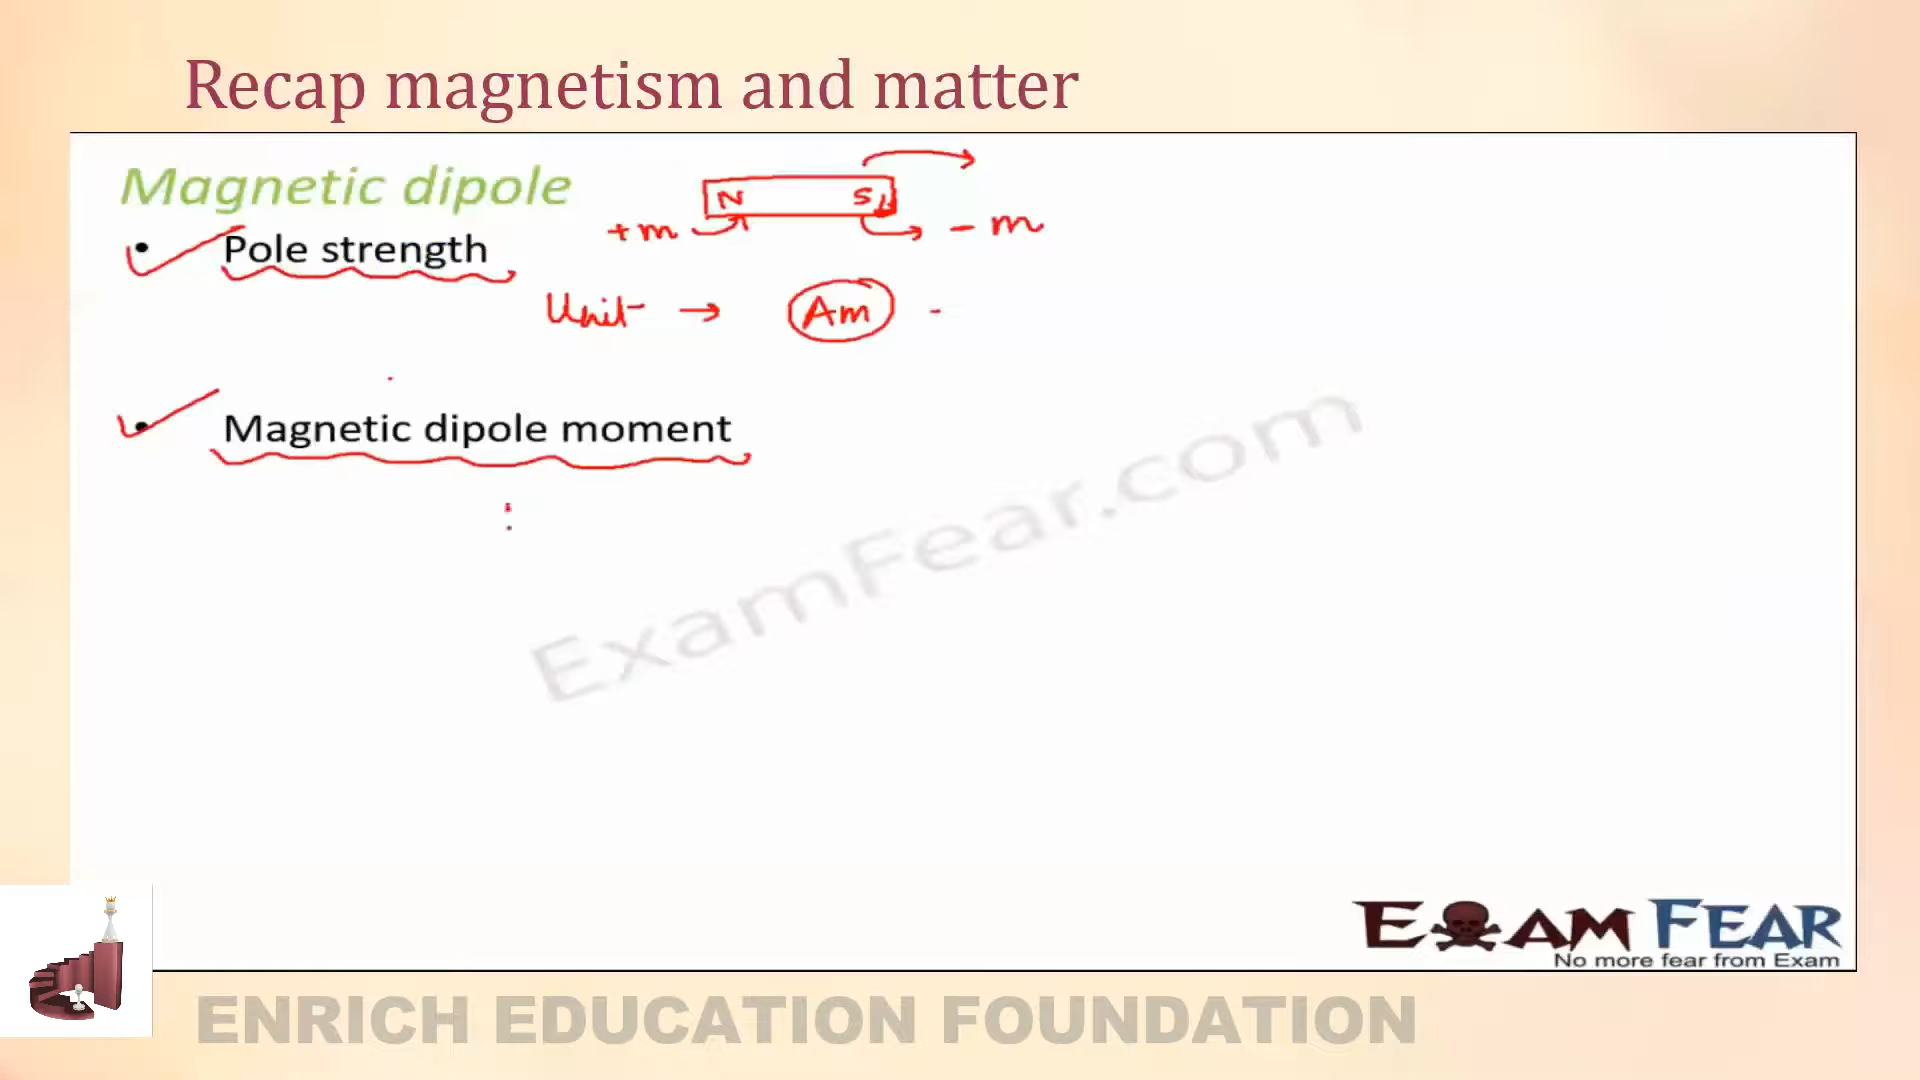 Recap magnetism and matter
Magnetic dipole
N S
+m - m
• Pole strength
Unit → Am -
• Magnetic dipole moment
ExamFear.com
EXAM FEAR
No more fear from Exam
ENRICH EDUCATION FOUNDATION